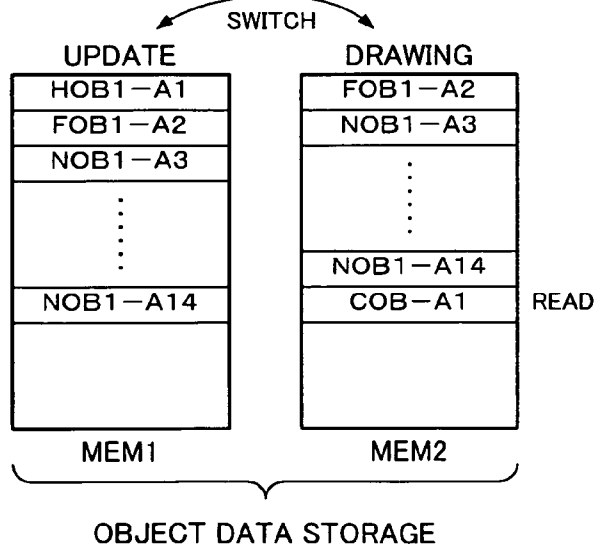 SWITCH
UPDATE
HOB1-A1
FOB1-A2
NOB1-A3
NOB1-A14
MEM1
DRAWING
FOB1-A2
NOB1-A3
NOB1-A14
COB-A1
READ
MEM2
OBJECT DATA STORAGE